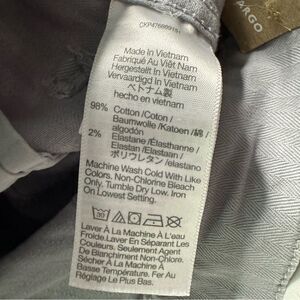 Made In Vietnam
Fabriqué Au Viêt Nam
Hergestellt In Vietnam
Vervaardigd In Vietnam
ベトナム製
hecho en vietnam
98% Cotton /Coton /
Baumwolle /Katoen /綿 /
algodón
2% Elastane /Élasthanne /
Elastan /Elastaan /
ポリウレタン /elastano
Machine Wash Cold With Like
Colors. Non-Chlorine Bleach
Only. Tumble Dry Low. Iron
On Lowest Setting.
30
Laver À La Machine À L'eau
Froide. Laver En Séparant Les
Couleurs. Seulement Agent
De Blanchiment Non-Chloré.
Sécher À La Machine À
Basse Température. Fer Au
Réglage Le Plus Bas.